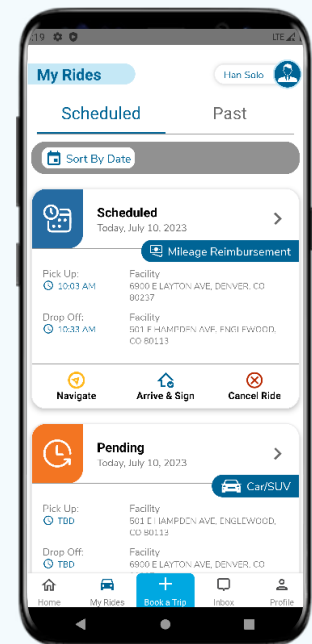 :19 LTE
My Rides
Han Solo
Scheduled Past
Sort By Date
Scheduled
Today, July 10, 2023
Mileage Reimbursement
Pick Up: Facility
10:03 AM 6900 E LAYTON AVE, DENVER, CO
80237
Drop Off: Facility
10:33 AM 501 E HAMPDEN AVE, ENGLEWOOD,
CO 80113
Navigate Arrive & Sign Cancel Ride
Pending
Today, July 10, 2023
Car/SUV
Pick Up: Facility
TBD 501 E HAMPDEN AVE, ENGLEWOOD,
CO 80113
Drop Off: Facility
TBD 6900 E LAYTON AVE, DENVER, CO
Home My Rides Book a Trip Inbox Profile